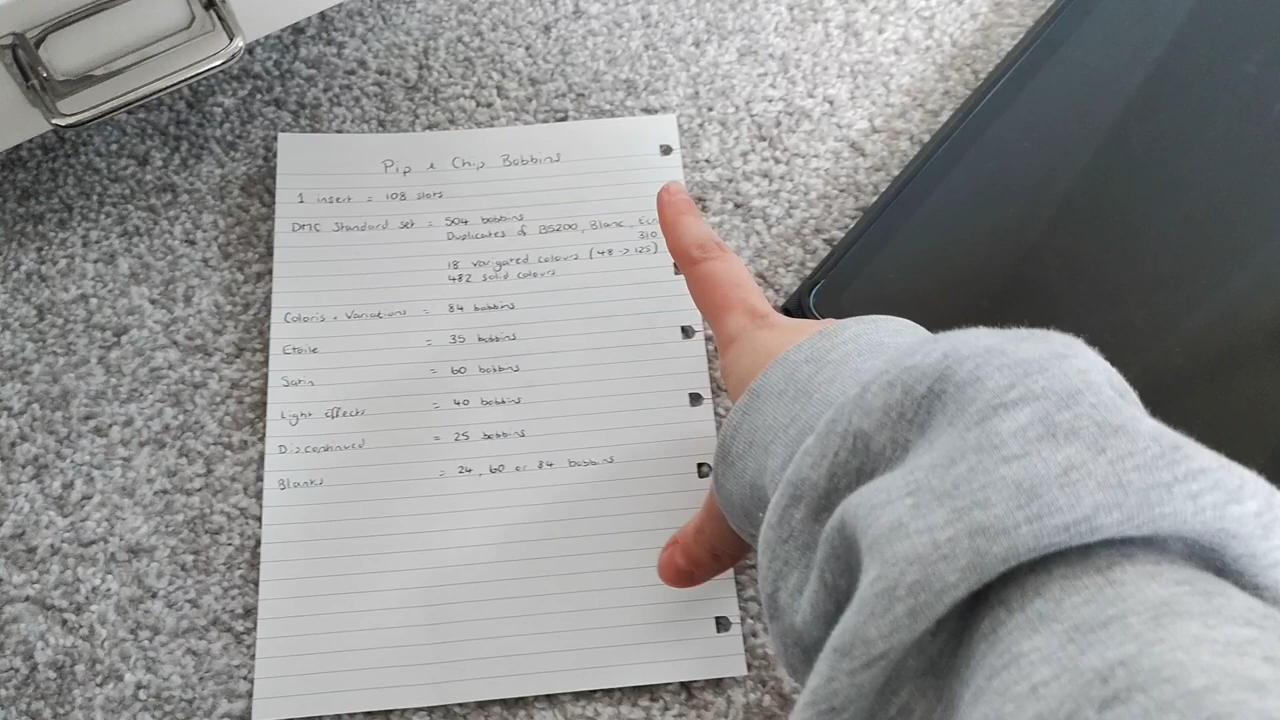 Pip & Chip Bobbins
1 insert = 108 slots
DMC Standard set = 504 bobbins
Duplicates of B5200, Blanc, Ecru
310
18 varigated colours (48 -> 125)
482 solid colours
Coloris + Variations = 84 bobbins
Etoile = 35 bobbins
Satin = 60 bobbins
Light Effects = 40 bobbins
Discontinued = 25 bobbins
Blanks = 24, 60 or 84 bobbins